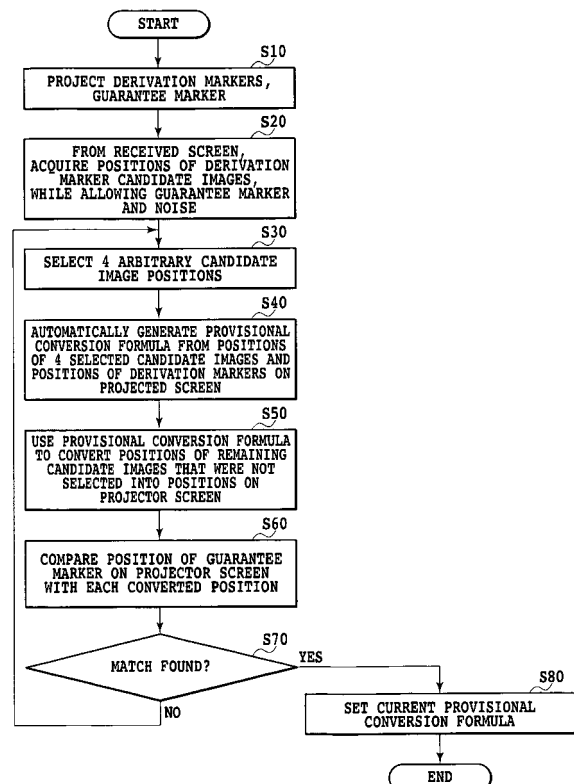 START
S10
PROJECT DERIVATION MARKERS,
GUARANTEE MARKER
S20
FROM RECEIVED SCREEN,
ACQUIRE POSITIONS OF DERIVATION
MARKER CANDIDATE IMAGES,
WHILE ALLOWING GUARANTEE MARKER
AND NOISE
S30
SELECT 4 ARBITRARY CANDIDATE
IMAGE POSITIONS
S40
AUTOMATICALLY GENERATE PROVISIONAL
CONVERSION FORMULA FROM POSITIONS
OF 4 SELECTED CANDIDATE IMAGES AND
POSITIONS OF DERIVATION MARKERS ON
PROJECTED SCREEN
S50
USE PROVISIONAL CONVERSION FORMULA
TO CONVERT POSITIONS OF REMAINING
CANDIDATE IMAGES THAT WERE NOT
SELECTED INTO POSITIONS ON
PROJECTOR SCREEN
S60
COMPARE POSITION OF GUARANTEE
MARKER ON PROJECTOR SCREEN
WITH EACH CONVERTED POSITION
S70
MATCH FOUND?
YES
NO
S80
SET CURRENT PROVISIONAL
CONVERSION FORMULA
END